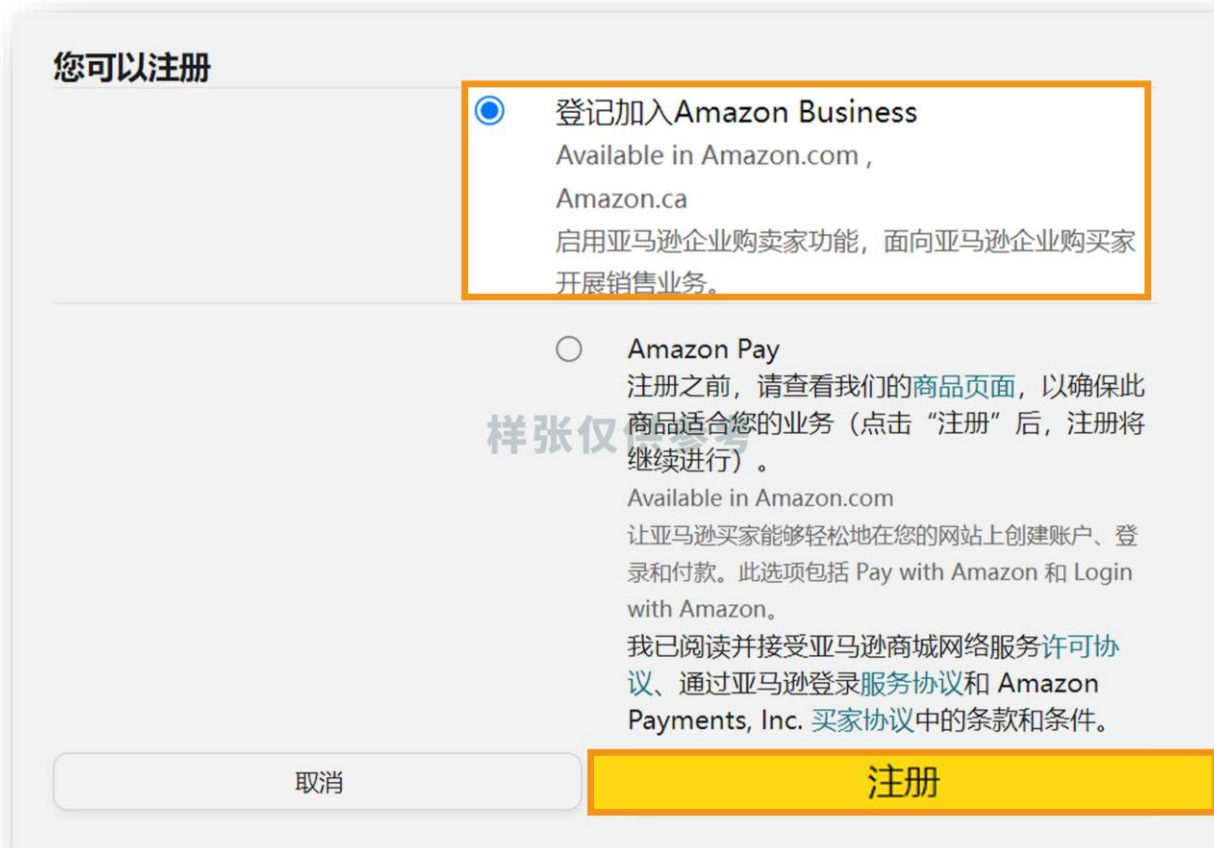 您可以注册
登记加入Amazon Business
Available in Amazon.com ,
Amazon.ca
启用亚马逊企业购卖家功能，面向亚马逊企业购买家
开展销售业务。
Amazon Pay
注册之前，请查看我们的商品页面，以确保此
商品适合您的业务（点击“注册”后，注册将
继续进行）。
样张仅供参考
Available in Amazon.com
让亚马逊买家能够轻松地在您的网站上创建账户、登
录和付款。此选项包括 Pay with Amazon 和 Login
with Amazon。
我已阅读并接受亚马逊商城网络服务许可协
议、通过亚马逊登录服务协议和 Amazon
Payments, Inc. 买家协议中的条款和条件。
取消
注册